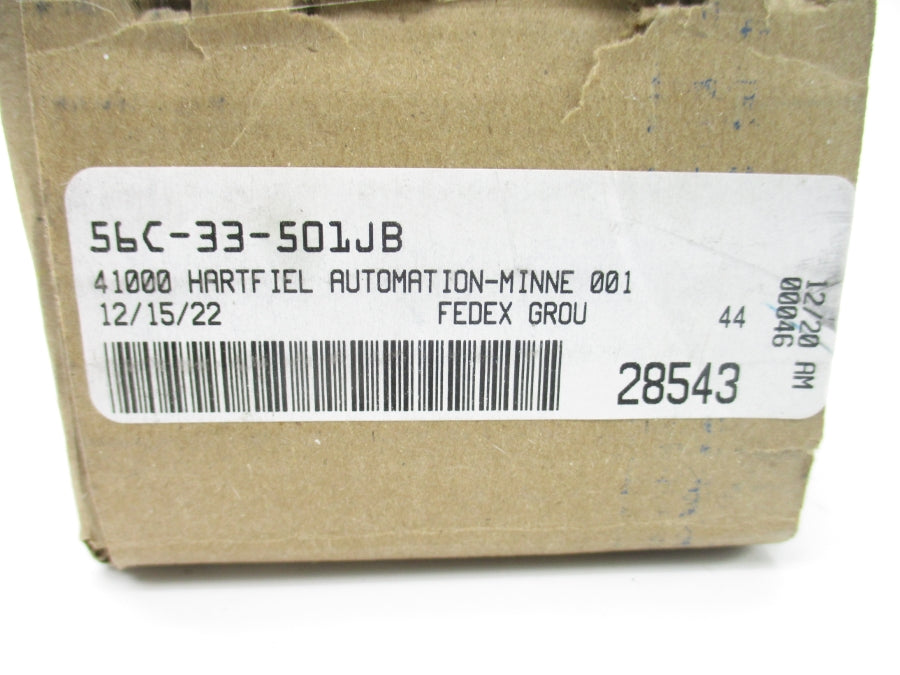 56C-33-501JB
41000 HARTFIEL AUTOMATION-MINNE 001
12/15/22 FEDEX GROU 44
28543
12/20 AM
00046